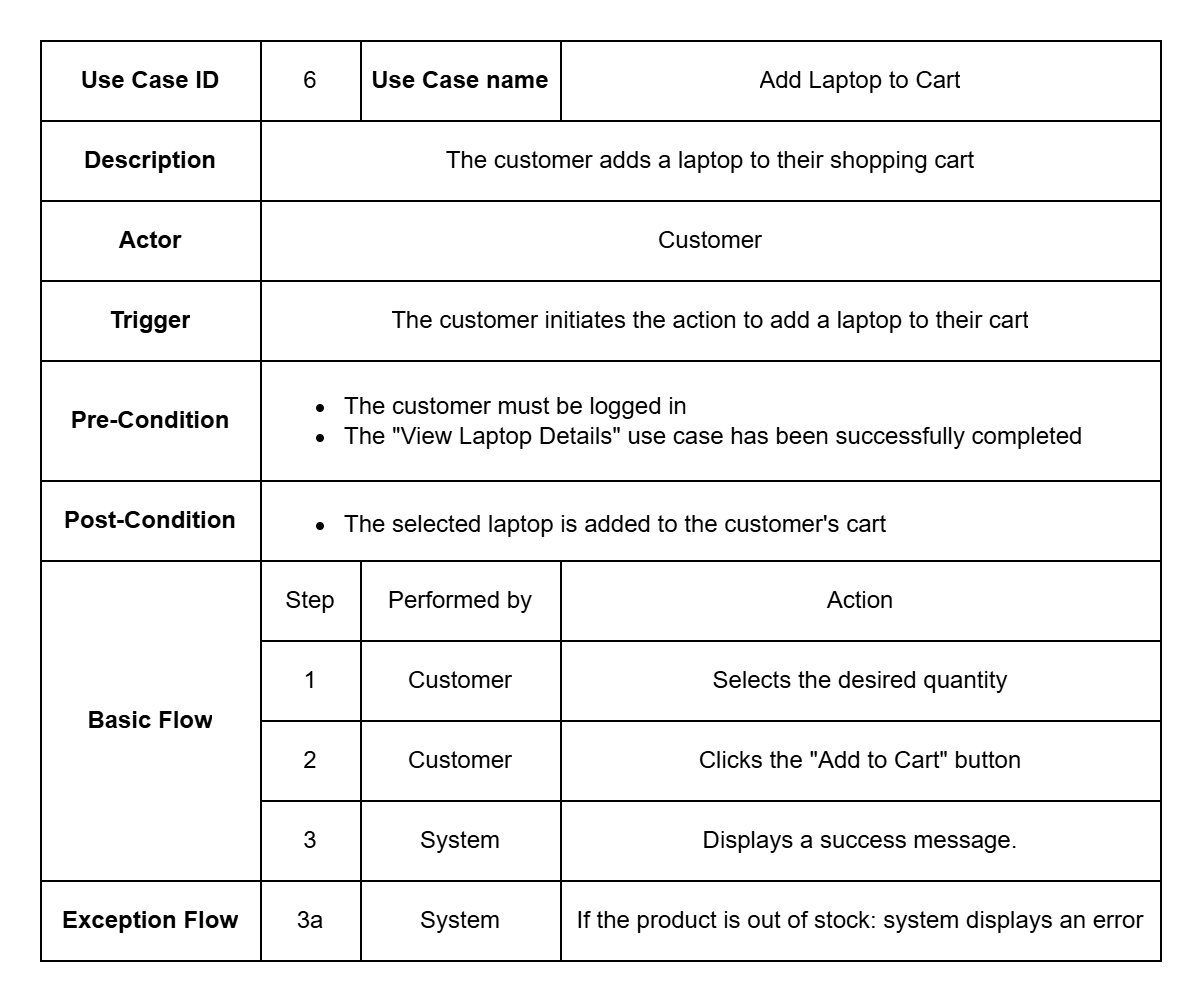 Use Case ID 6 Use Case name Add Laptop to Cart
Description The customer adds a laptop to their shopping cart
Actor Customer
Trigger The customer initiates the action to add a laptop to their cart
Pre-Condition
• The customer must be logged in
• The "View Laptop Details" use case has been successfully completed
Post-Condition
• The selected laptop is added to the customer's cart
Basic Flow
Step Performed by Action
1 Customer Selects the desired quantity
2 Customer Clicks the "Add to Cart" button
3 System Displays a success message.
Exception Flow 3a System If the product is out of stock: system displays an error